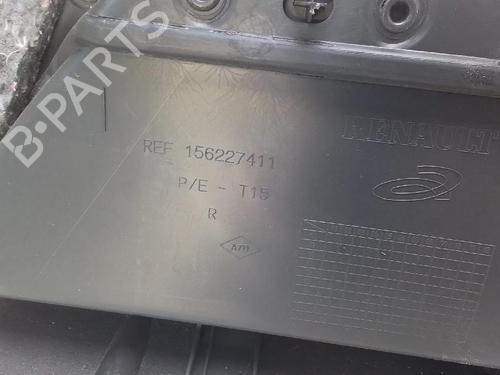 B-PARTS
RENAULT
REF 156227411
P/E - T15
R